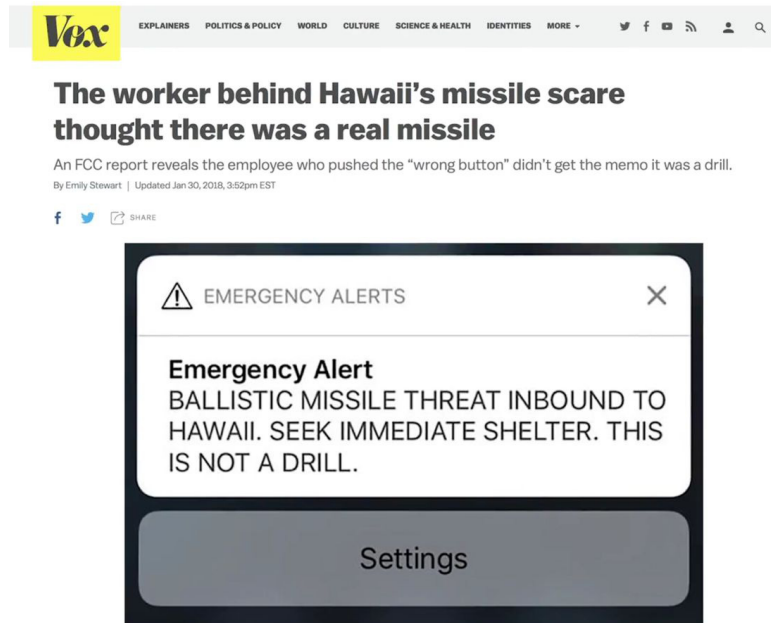 Vox
EXPLAINERS POLITICS & POLICY WORLD CULTURE SCIENCE & HEALTH IDENTITIES MORE
The worker behind Hawaii’s missile scare
thought there was a real missile
An FCC report reveals the employee who pushed the “wrong button” didn’t get the memo it was a drill.
By Emily Stewart | Updated Jan 30, 2018, 3:52pm EST
SHARE
EMERGENCY ALERTS
Emergency Alert
BALLISTIC MISSILE THREAT INBOUND TO
HAWAII. SEEK IMMEDIATE SHELTER. THIS
IS NOT A DRILL.
Settings